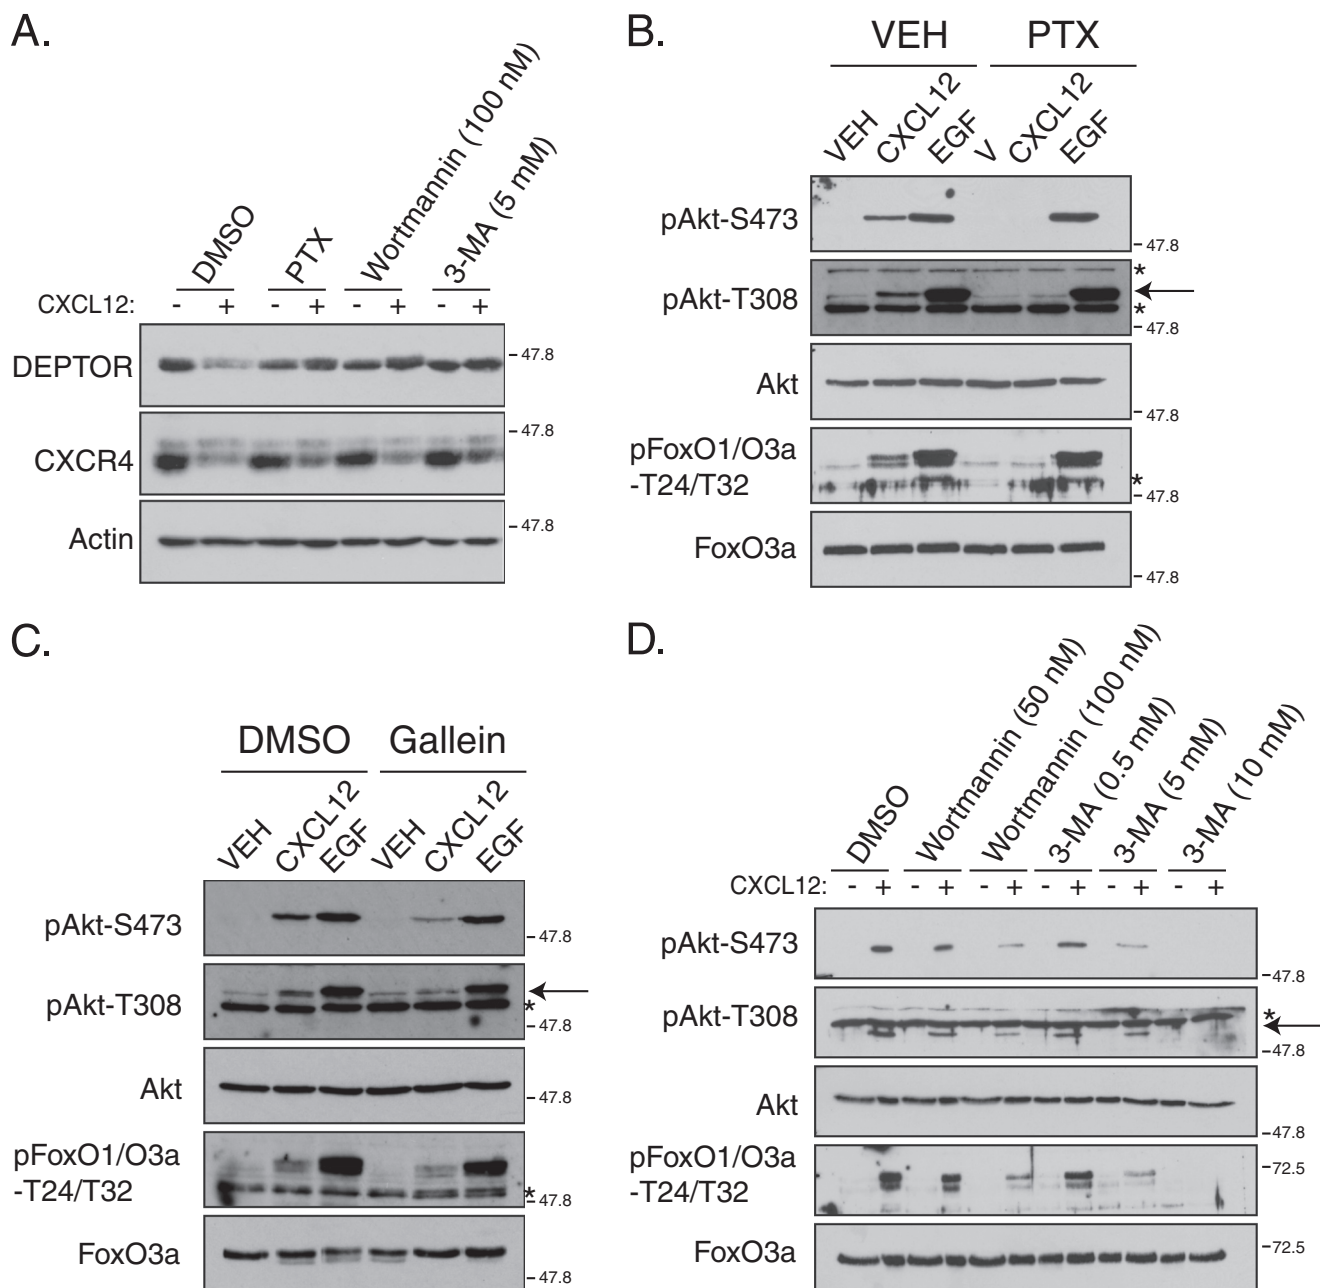 A.
DMSO
PTX
Wortmannin (100 nM)
3-MA (5 mM)
CXCL12: - + - + - + - +
DEPTOR
- 47.8
CXCR4
- 47.8
Actin
- 47.8
B.
VEH PTX
VEH
CXCL12
EGF
V
CXCL12
EGF
pAkt-S473
- 47.8
*
pAkt-T308
*
- 47.8
Akt
- 47.8
pFoxO1/O3a
-T24/T32
*
- 47.8
FoxO3a
- 47.8
C.
DMSO Gallein
VEH
CXCL12
EGF
VEH
CXCL12
EGF
pAkt-S473
- 47.8
pAkt-T308
*
- 47.8
Akt
- 47.8
pFoxO1/O3a
-T24/T32
*
- 47.8
FoxO3a
- 47.8
D.
DMSO
Wortmannin (50 nM)
Wortmannin (100 nM)
3-MA (0.5 mM)
3-MA (5 mM)
3-MA (10 mM)
CXCL12: - + - + - + - + - + - +
pAkt-S473
-47.8
pAkt-T308
*
-47.8
Akt
-47.8
pFoxO1/O3a
-T24/T32
-72.5
FoxO3a
-72.5